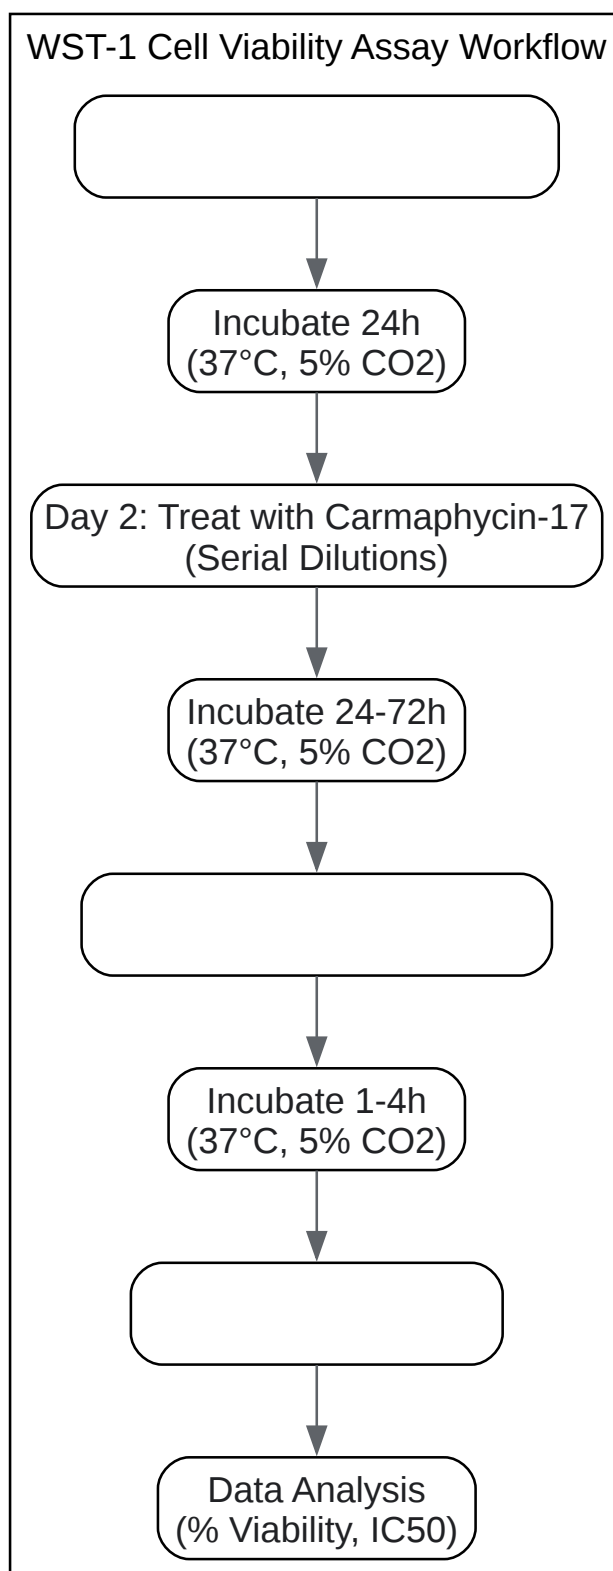 WST-1 Cell Viability Assay Workflow
Incubate 24h
(37°C, 5% CO2)
Day 2: Treat with Carmaphycin-17
(Serial Dilutions)
Incubate 24-72h
(37°C, 5% CO2)
Incubate 1-4h
(37°C, 5% CO2)
Data Analysis
(% Viability, IC50)